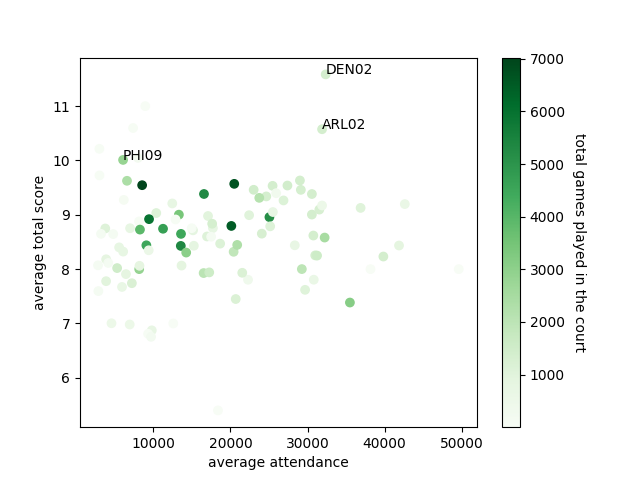 DEN02
ARL02
PHI09
11
10
9
8
7
6
average total score
10000 20000 30000 40000 50000
average attendance
7000
6000
5000
4000
3000
2000
1000
total games played in the court